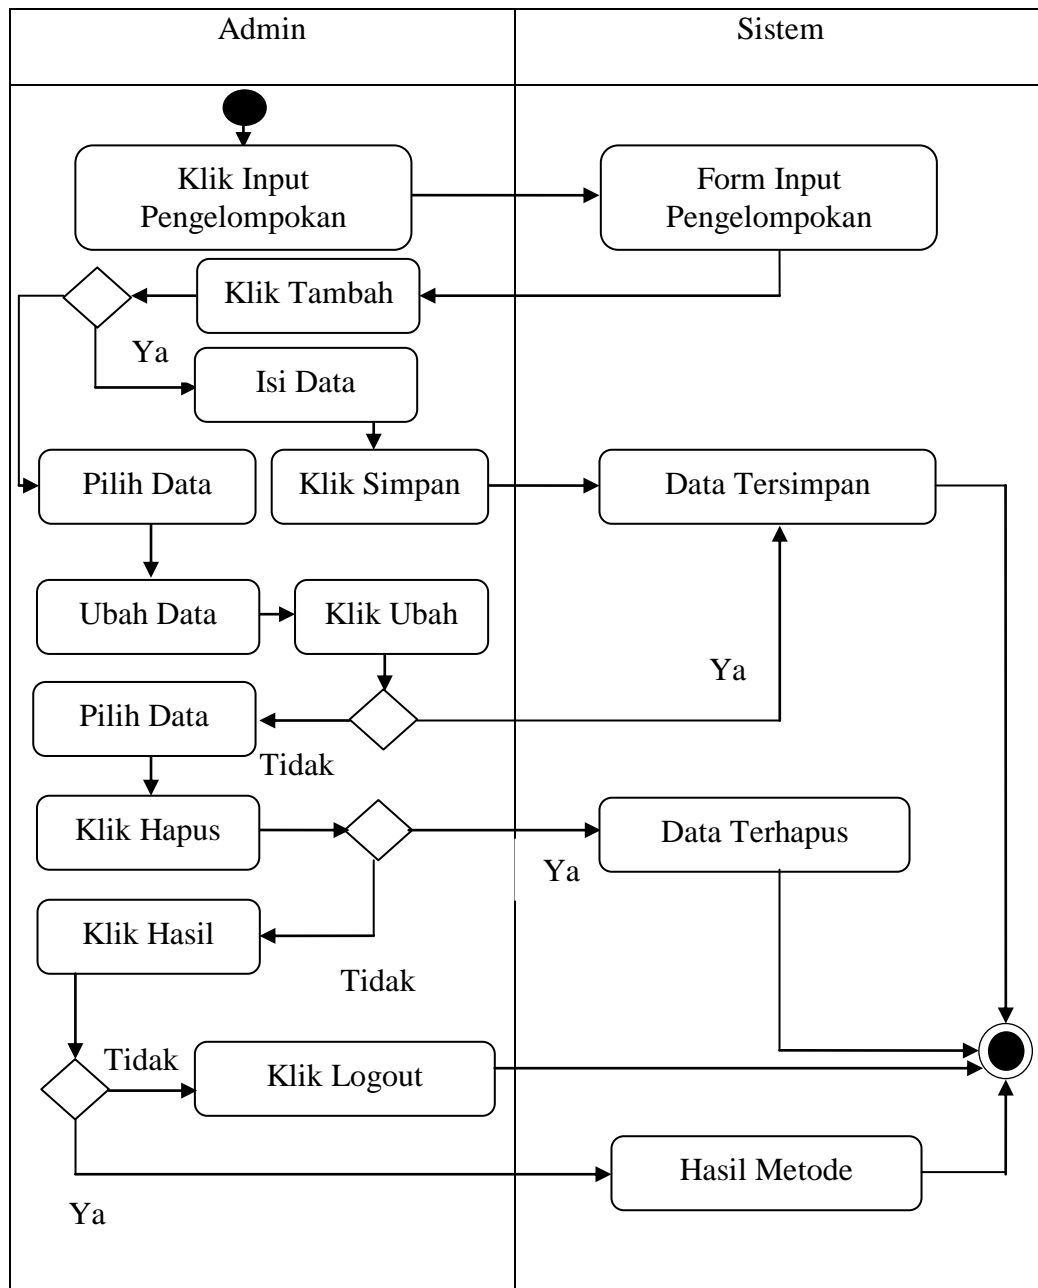 Admin
Sistem
Klik Input
Pengelompokan
Form Input
Pengelompokan
Klik Tambah
Ya
Isi Data
Pilih Data
Klik Simpan
Data Tersimpan
Ubah Data
Klik Ubah
Ya
Pilih Data
Tidak
Klik Hapus
Data Terhapus
Ya
Klik Hasil
Tidak
Tidak
Klik Logout
Hasil Metode
Ya